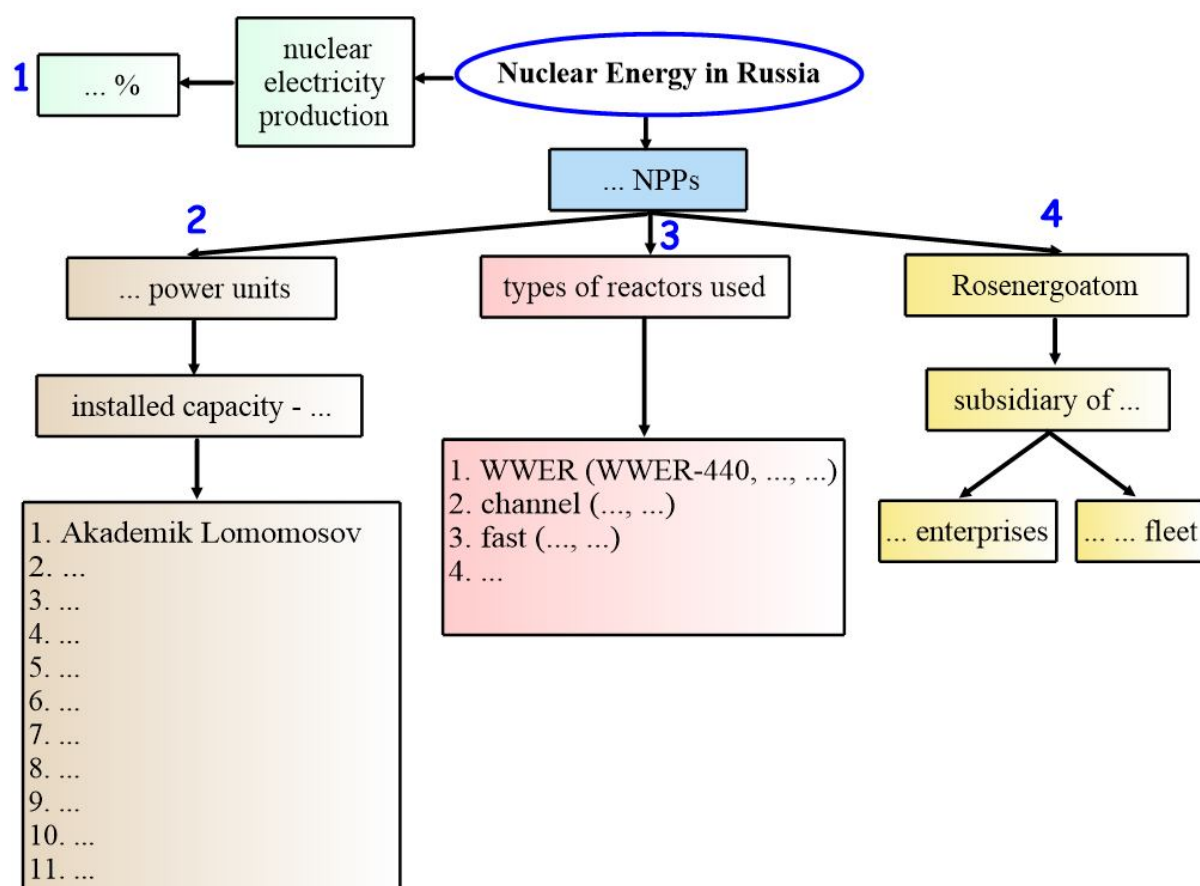 Nuclear Energy in Russia
nuclear
electricity
production
1
... %
... NPPs
2
3
4
... power units
installed capacity - ...
1. Akademik Lomomosov
2. ...
3. ...
4. ...
5. ...
6. ...
7. ...
8. ...
9. ...
10. ...
11. ...
types of reactors used
1. WWER (WWER-440, ..., ...)
2. channel (..., ...)
3. fast (..., ...)
4. ...
Rosenergoatom
subsidiary of ...
... enterprises
... ... fleet